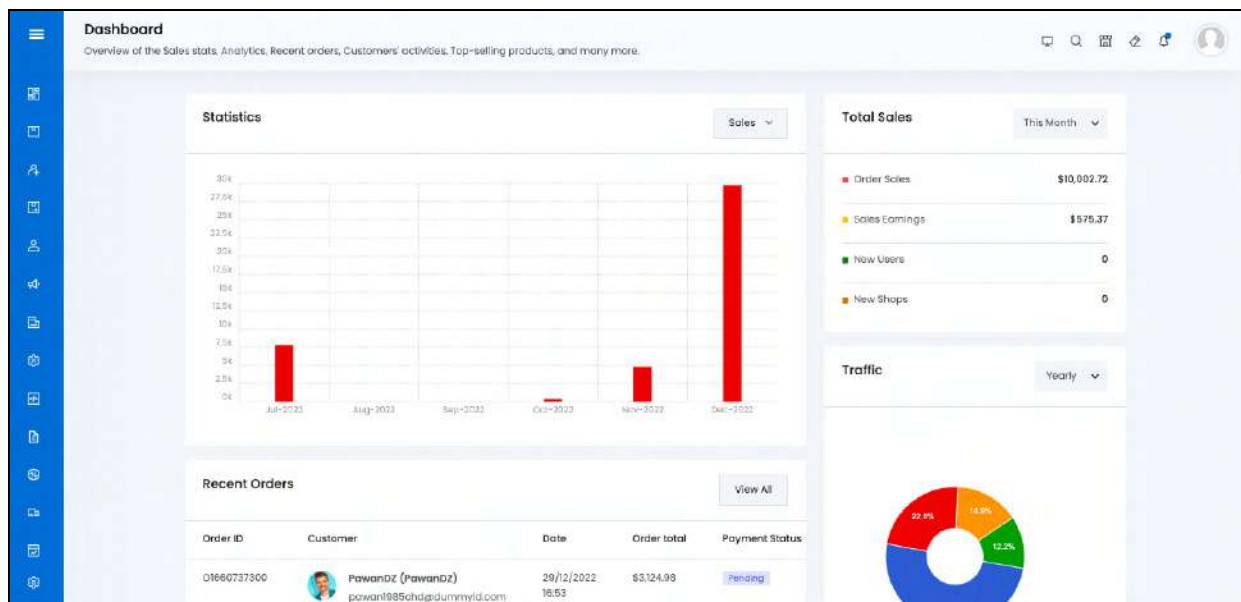 Dashboard
Overview of the Sales stats, Analytics, Recent orders, Customers' activities, Top-selling products, and many more.
Statistics
Sales
30k
27.5k
25k
22.5k
20k
17.5k
15k
12.5k
10k
7.5k
5k
2.5k
0k
Jul-2022
Aug-2022
Sep-2022
Oct-2022
Nov-2022
Dec-2022
Total Sales
This Month
Order Sales $10,002.72
Sales Earnings $575.37
New Users 0
New Shops 0
Traffic
Yearly
14.9%
12.2%
Recent Orders
View All
Order ID Customer Date Order total Payment Status
O1660737300 PawanDZ (PawanDZ) 29/12/2022 $3,124.98 Pending
pawan1985chd@dummyid.com 16:53